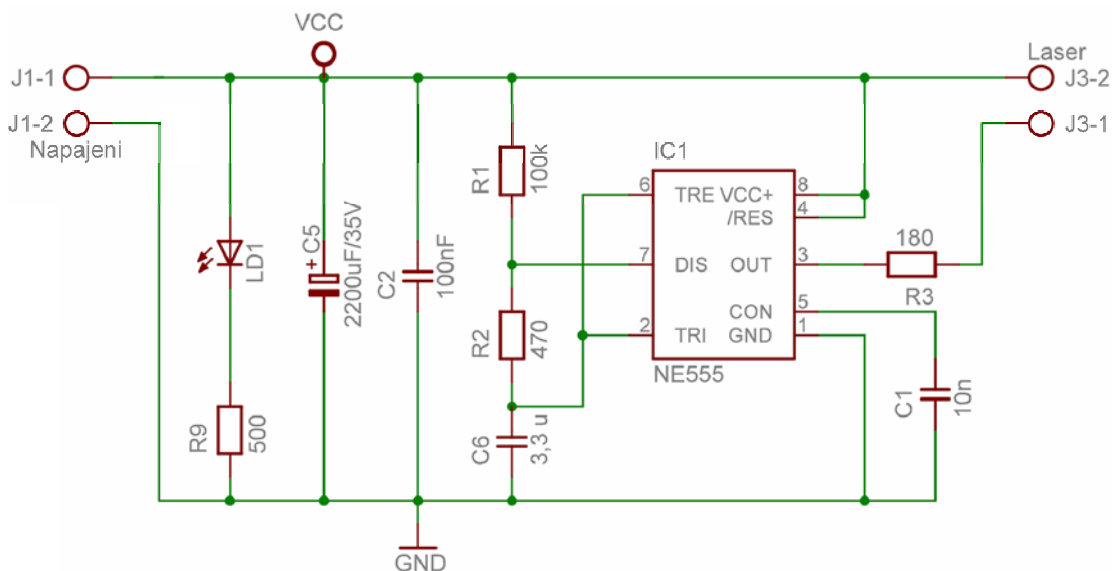 VCC
Laser
J1-1
J3-2
J1-2
J3-1
Napajeni
IC1
R1
100k
6
TRE
VCC+
8
/RES
4
180
7
DIS
OUT
3
R3
LD1
+
C5
2200uF/35V
C2
100nF
R2
470
CON
5
2
TRI
GND
1
NE555
C1
10n
R9
500
C6
3,3 u
GND